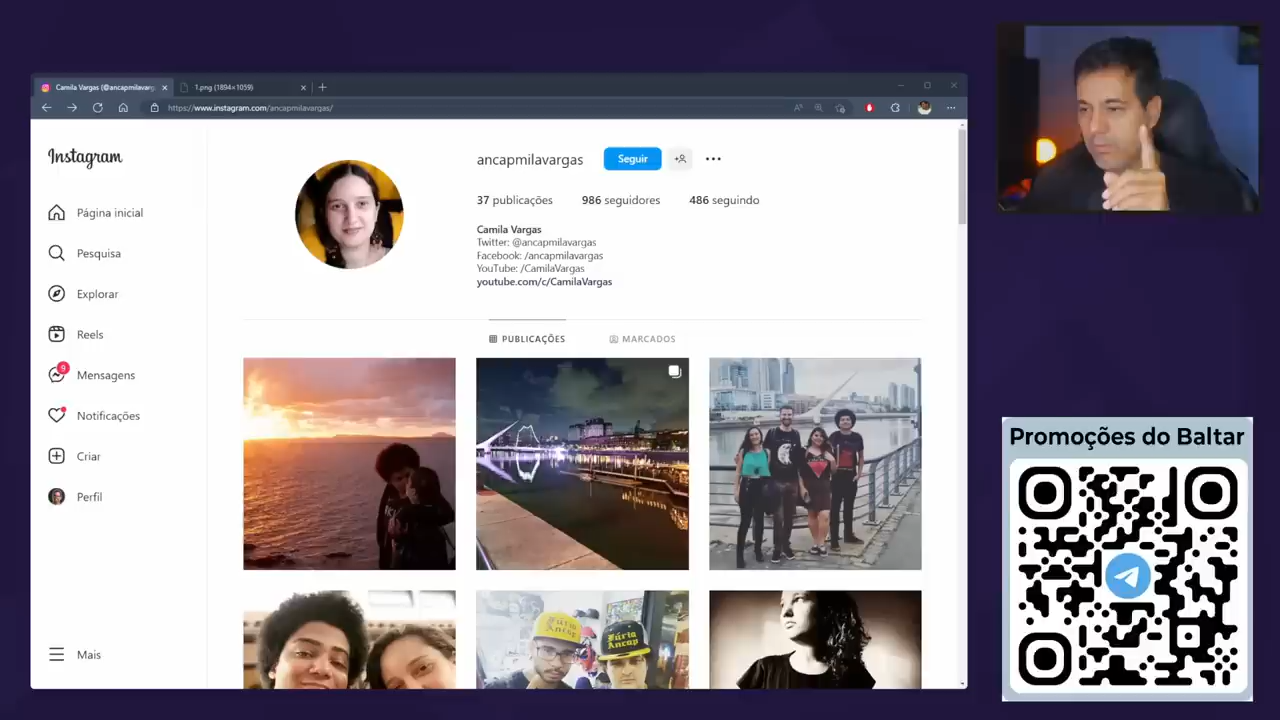 Camila Vargas (@ancapmilavarga
1.png (1894×1059)
https://www.instagram.com/ancapmilavargas/
Instagram
Página inicial
Pesquisa
Explorar
Reels
9
Mensagens
Notificações
Criar
Perfil
Mais
ancapmilavargas
Seguir
37 publicações 986 seguidores 486 seguindo
Camila Vargas
Twitter: @ancapmilavargas
Facebook: /ancapmilavargas
YouTube: /CamilaVargas
youtube.com/c/CamilaVargas
PUBLICAÇÕES MARCADOS
Fúria
Ancap
Fúria
Ancap
Promoções do Baltar